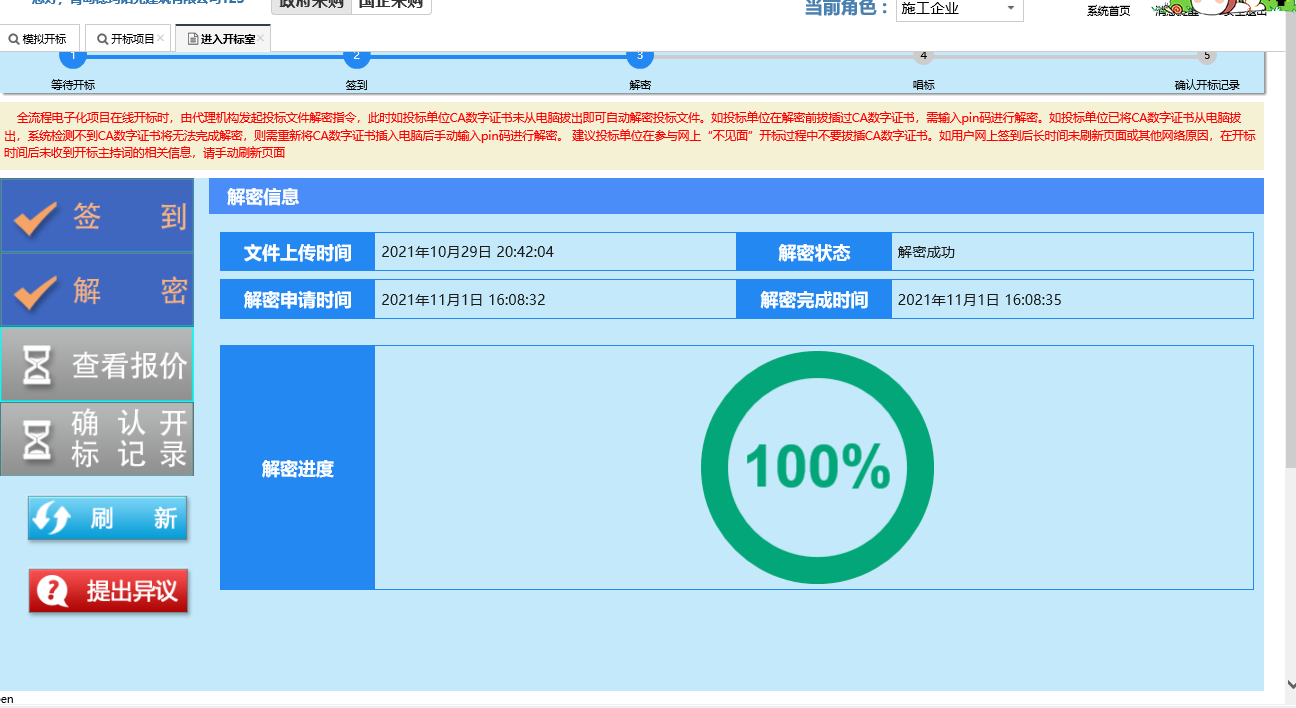 政府采购 国企采购
当前角色： 施工企业
系统首页
模拟开标 开标项目 进入开标室
1 2 3 4 5
等待开标 签到 解密 唱标 确认开标记录
全流程电子化项目在线开标时，由代理机构发起投标文件解密指令，此时如投标单位CA数字证书未从电脑拔出即可自动解密投标文件。如投标单位在解密前拔插过CA数字证书，需输入pin码进行解密。如投标单位已将CA数字证书从电脑拔
出，系统检测不到CA数字证书将无法完成解密，则需重新将CA数字证书插入电脑后手动输入pin码进行解密。 建议投标单位在参与网上“不见面”开标过程中不要拔插CA数字证书。如用户网上签到后长时间未刷新页面或其他网络原因，在开标
时间后未收到开标主持词的相关信息，请手动刷新页面
签 到
解 密
查看报价
确 认 开
标 记 录
刷 新
提出异议
解密信息
文件上传时间 2021年10月29日 20:42:04 解密状态 解密成功
解密申请时间 2021年11月1日 16:08:32 解密完成时间 2021年11月1日 16:08:35
解密进度 100%
en